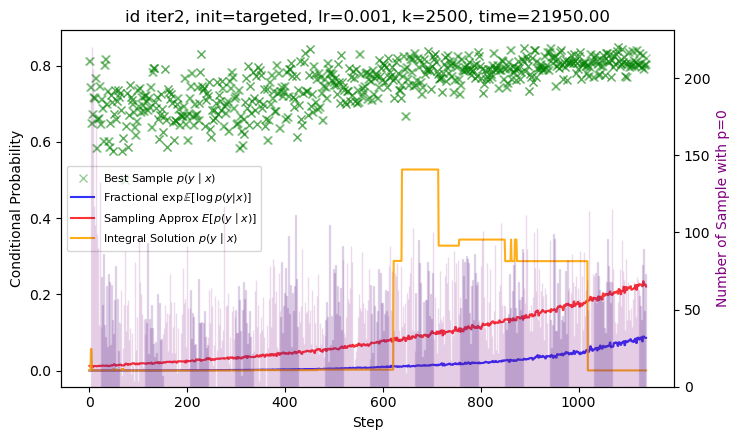 id iter2, init=targeted, lr=0.001, k=2500, time=21950.00
Conditional Probability
0.8
0.6
0.4
0.2
0.0
Best Sample p(y | x)
Fractional exp𝔼[log p(y|x)]
Sampling Approx E[p(y | x)]
Integral Solution p(y | x)
200
150
100
50
0
Number of Sample with p=0
0
200
400
600
800
1000
Step